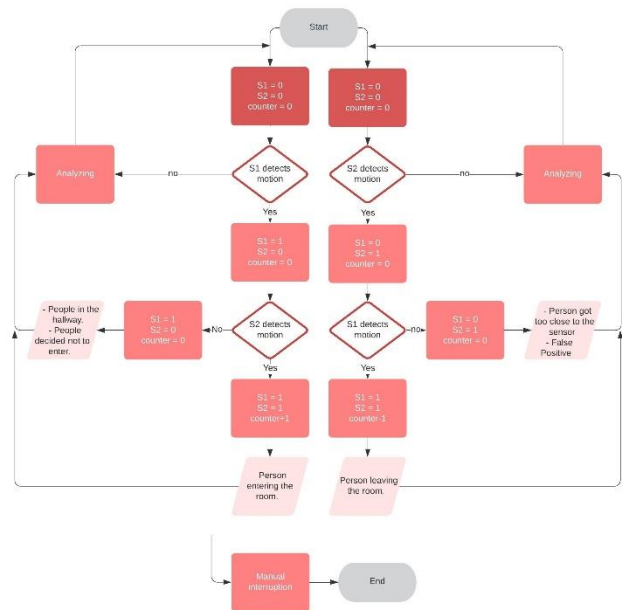 Start
S1 = 0
S2 = 0
counter = 0
S1 = 0
S2 = 0
counter = 0
Analyzing
no
S1 detects
motion
S2 detects
motion
no
Analyzing
Yes
Yes
S1 = 1
S2 = 0
counter = 0
S1 = 0
S2 = 1
counter = 0
- People in the
hallway.
- People
decided not to
enter.
S1 = 1
S2 = 0
counter = 0
No
S2 detects
motion
S1 detects
motion
no
S1 = 0
S2 = 1
counter = 0
- Person got
too close to the
sensor
- False
Positive
Yes
Yes
S1 = 1
S2 = 1
counter+1
S1 = 1
S2 = 1
counter-1
Person
entering the
room.
Person leaving
the room.
Manual
interruption
End